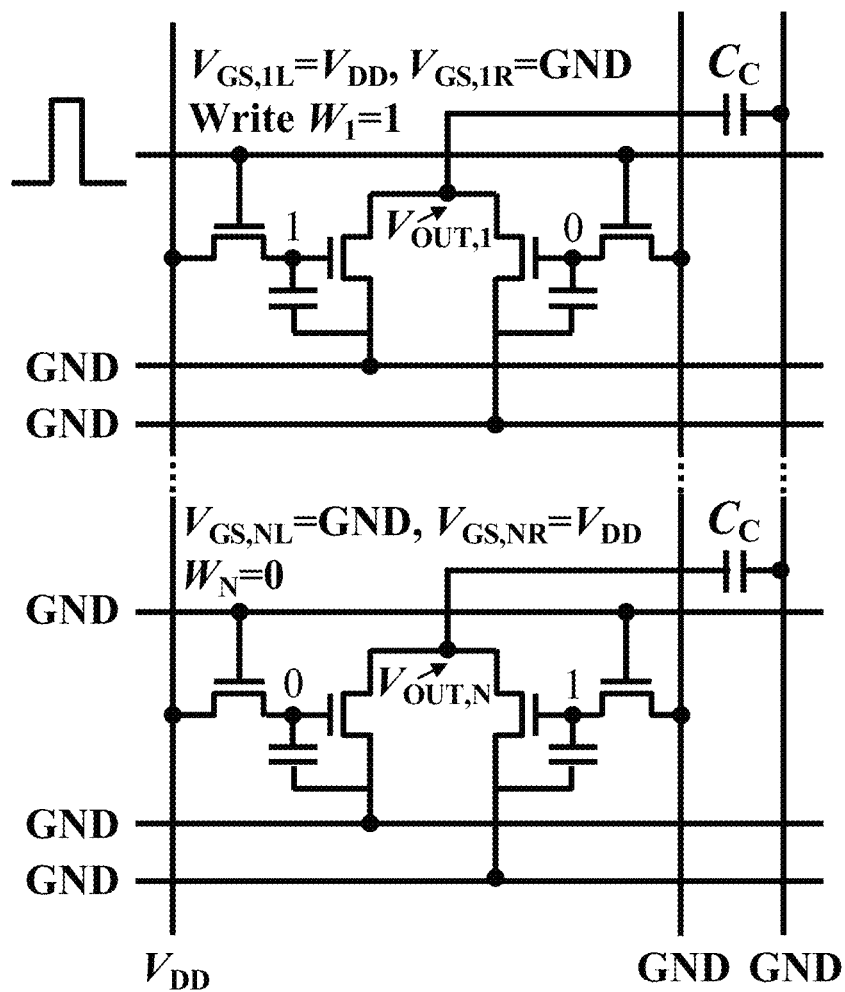 V_GS,1L=V_DD, V_GS,1R=GND
C_C
Write W_1=1
1
V_OUT,1
0
GND
GND
V_GS,NL=GND, V_GS,NR=V_DD
C_C
W_N=0
GND
0
V_OUT,N
1
GND
GND
V_DD
GND
GND